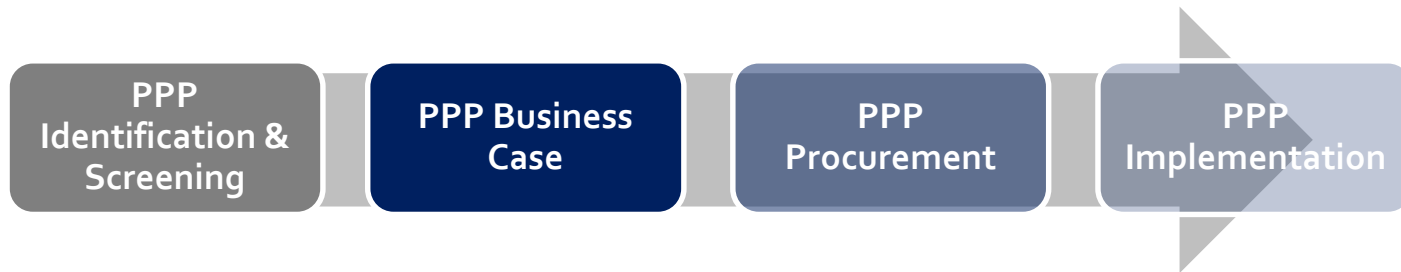 PPP
Identification &
Screening
PPP Business
Case
PPP
Procurement
PPP
Implementation